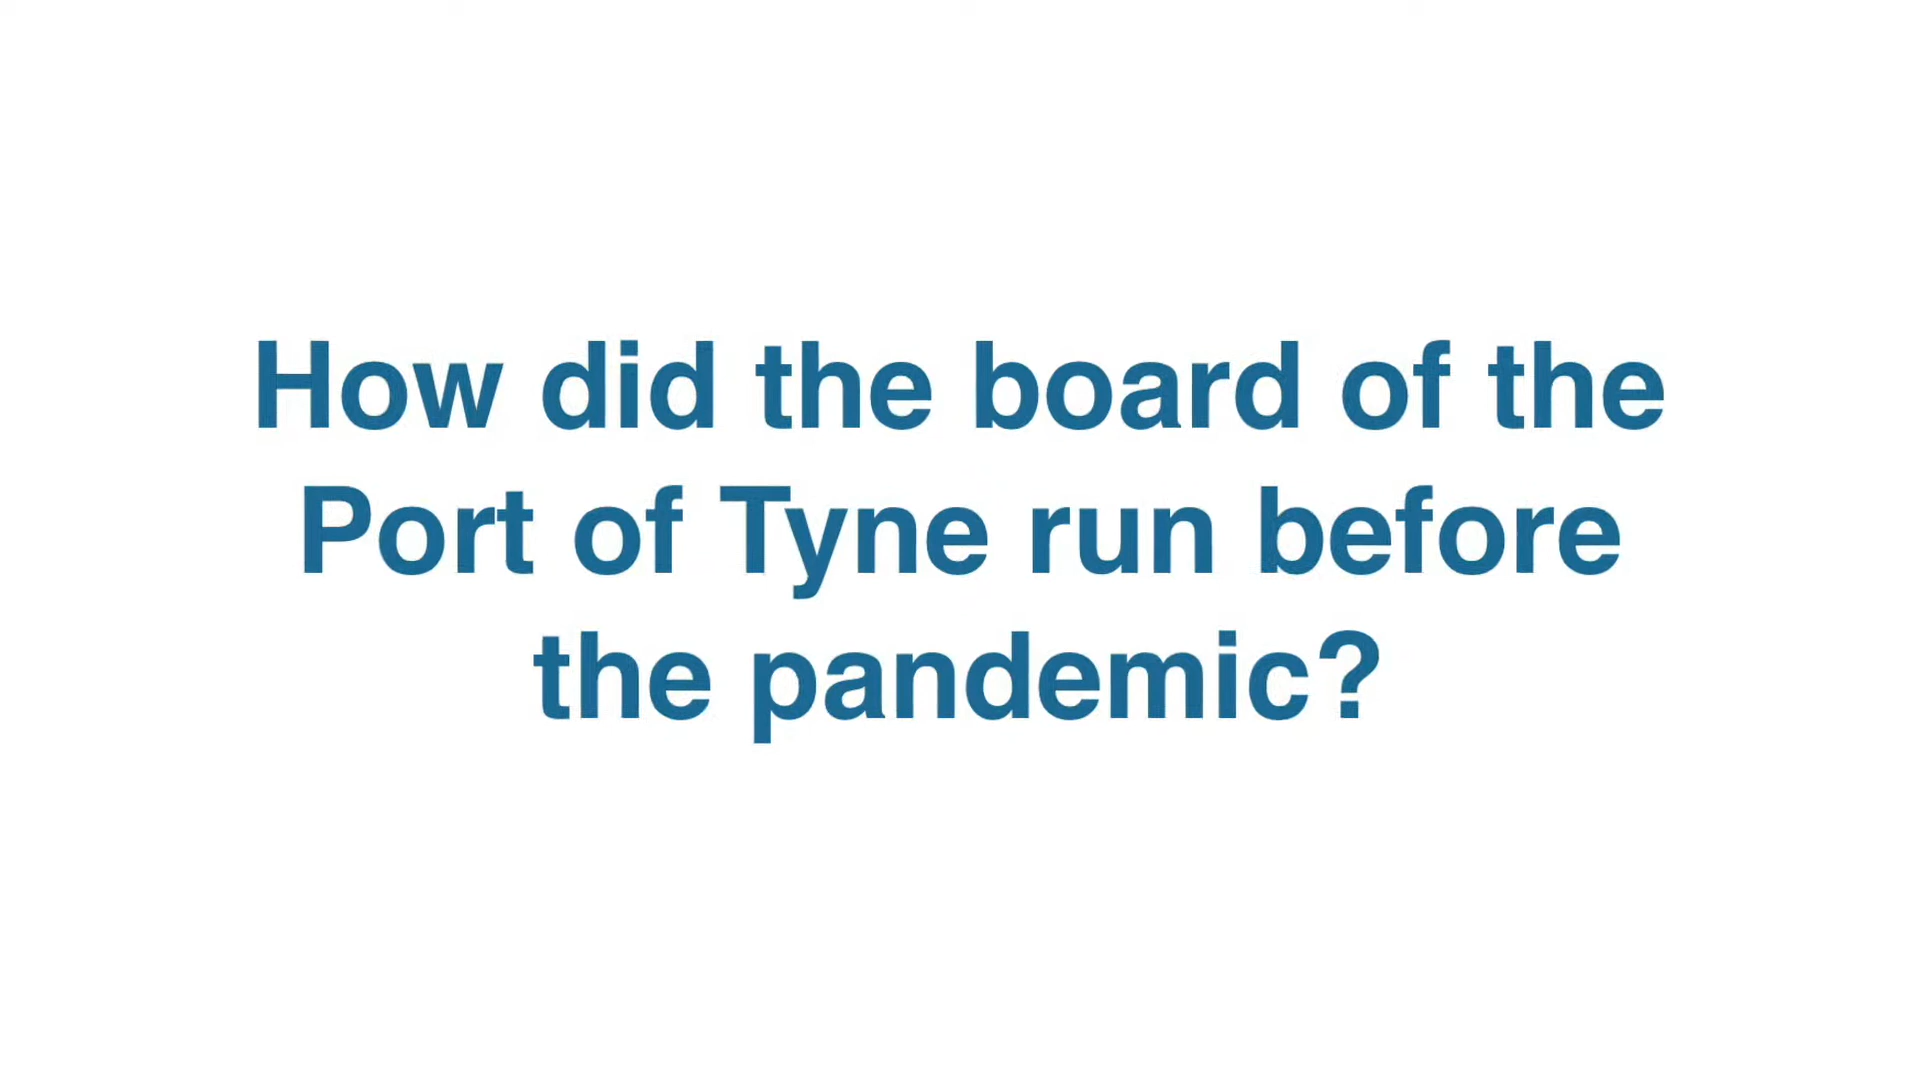 How did the board of the
Port of Tyne run before
the pandemic?